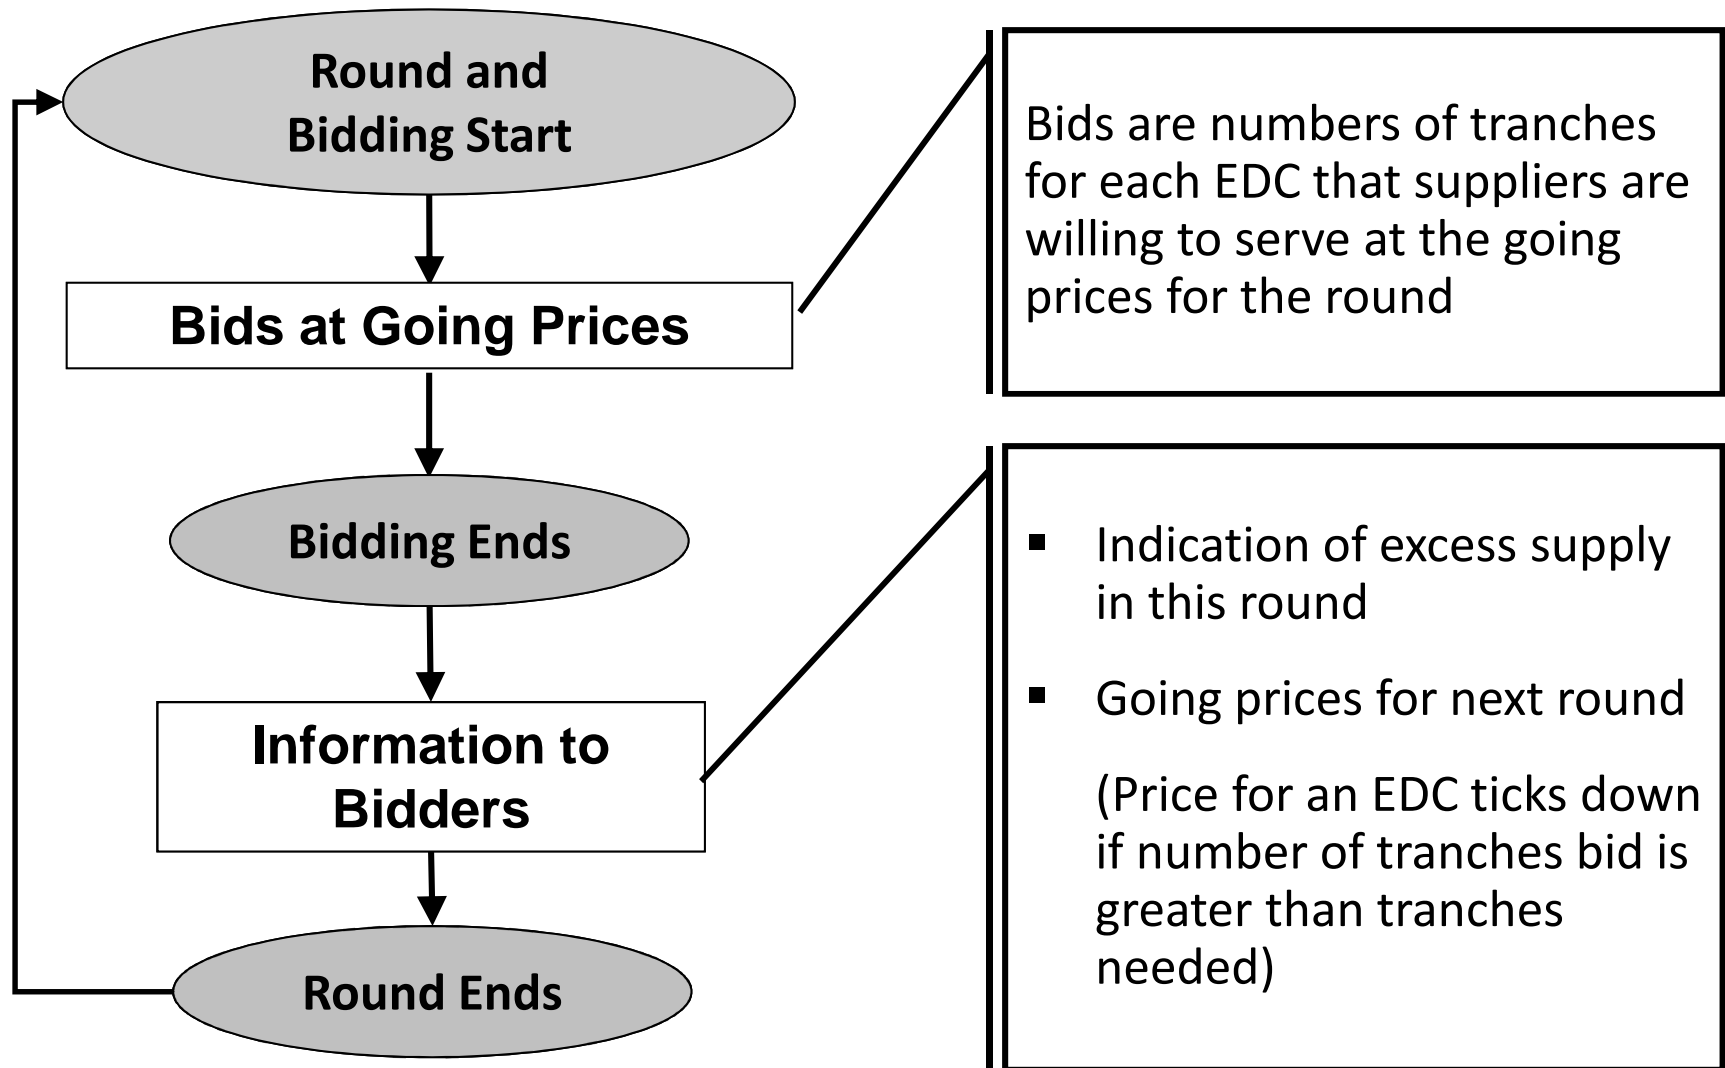 Round and
Bidding Start
Bids at Going Prices
Bidding Ends
Information to
Bidders
Round Ends
Bids are numbers of tranches
for each EDC that suppliers are
willing to serve at the going
prices for the round
▪ Indication of excess supply
in this round
▪ Going prices for next round
(Price for an EDC ticks down
if number of tranches bid is
greater than tranches
needed)